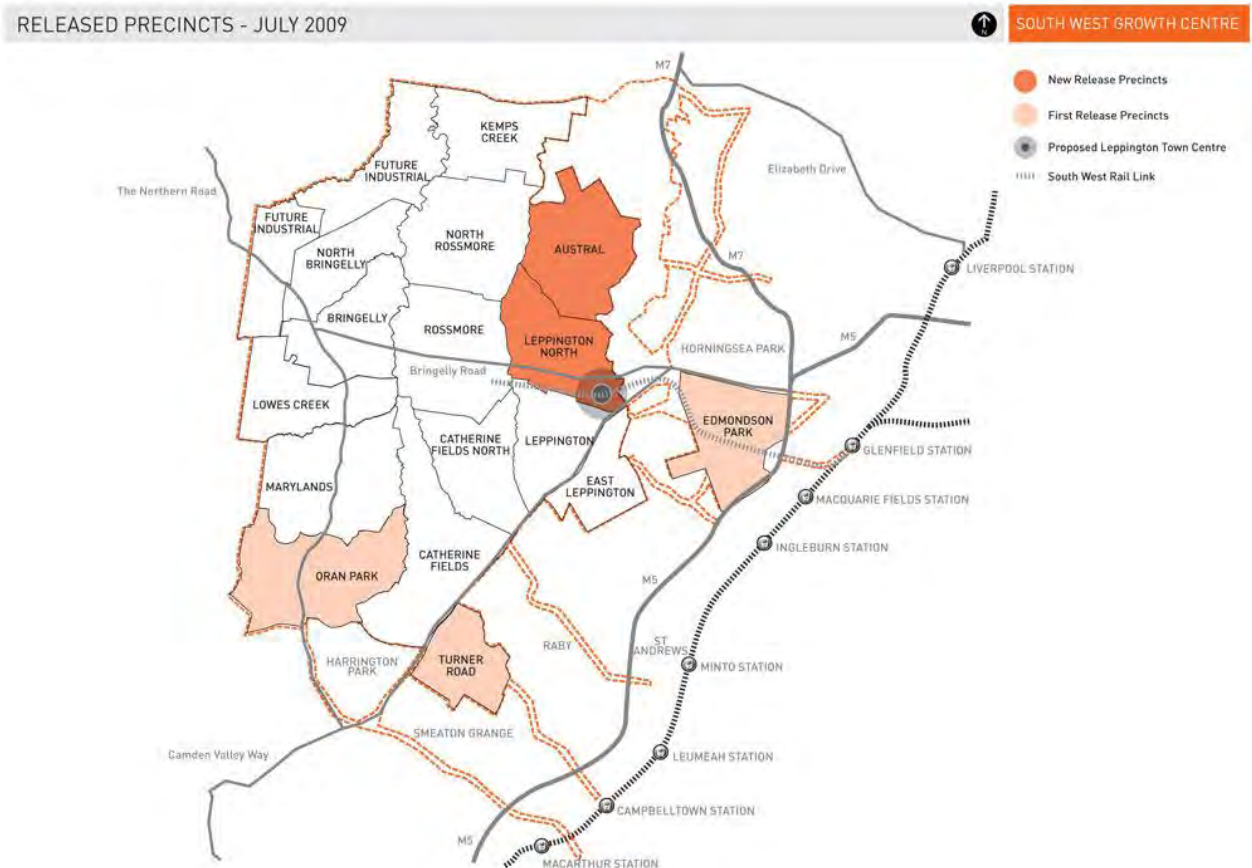 RELEASED PRECINCTS - JULY 2009
N
SOUTH WEST GROWTH CENTRE
New Release Precincts
First Release Precincts
Proposed Leppington Town Centre
South West Rail Link
M7
KEMPS
CREEK
FUTURE
INDUSTRIAL
Elizabeth Drive
The Northern Road
FUTURE
INDUSTRIAL
NORTH
ROSSMORE
AUSTRAL
NORTH
BRINGELLY
M7
LIVERPOOL STATION
BRINGELLY
ROSSMORE
LEPPINGTON
NORTH
HORNINGSEA PARK
M5
Bringelly Road
LOWES CREEK
EDMONDSON
PARK
CATHERINE
FIELDS NORTH
LEPPINGTON
GLENFIELD STATION
MARYLANDS
EAST
LEPPINGTON
MACQUARIE FIELDS STATION
INGLEBURN STATION
ORAN PARK
CATHERINE
FIELDS
M5
RABY
ST
ANDREWS
HARRINGTON
PARK
TURNER
ROAD
MINTO STATION
SMEATON GRANGE
Camden Valley Way
LEUMEAH STATION
CAMPBELLTOWN STATION
M5
MACARTHUR STATION